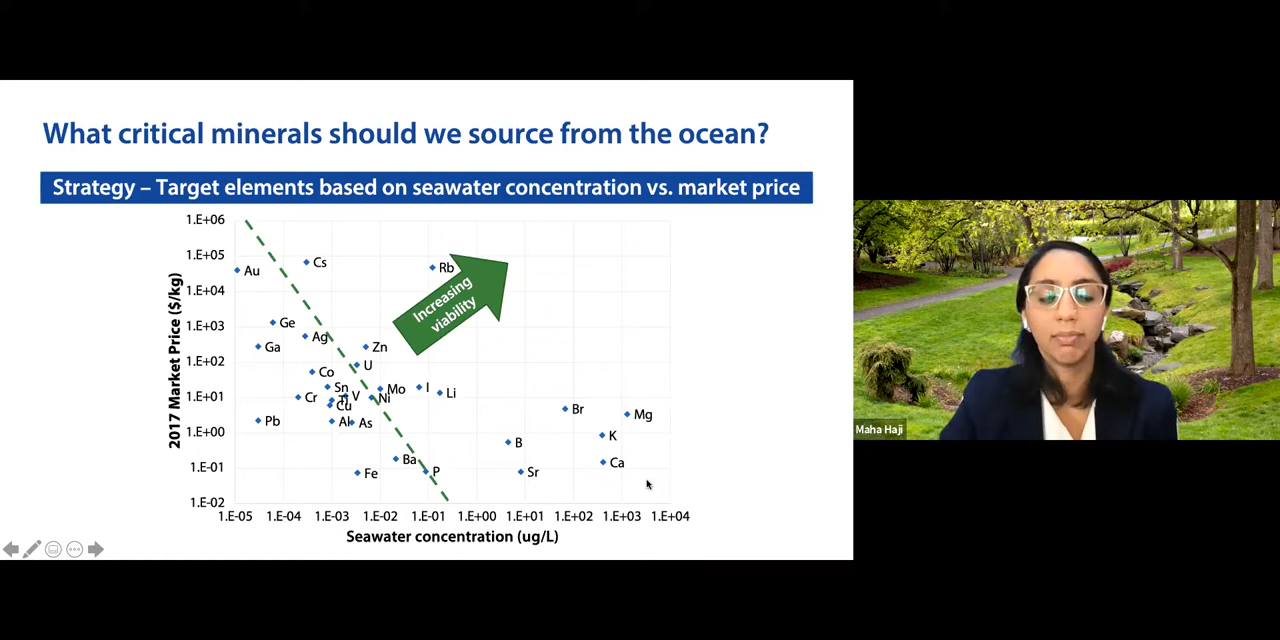 What critical minerals should we source from the ocean?
Strategy – Target elements based on seawater concentration vs. market price
1.E+06
1.E+05
1.E+04
1.E+03
1.E+02
1.E+01
1.E+00
1.E-01
1.E-02
2017 Market Price ($/kg)
Au
Cs
Rb
Increasing
viability
Ge
Ag
Ga
Zn
U
Co
Sn
V
Mo
I
Li
Cr
Ti
Ni
Cu
Br
Mg
Pb
Al
As
K
B
Ba
Ca
Fe
P
Sr
1.E-05
1.E-04
1.E-03
1.E-02
1.E-01
1.E+00
1.E+01
1.E+02
1.E+03
1.E+04
Seawater concentration (ug/L)
Maha Haji